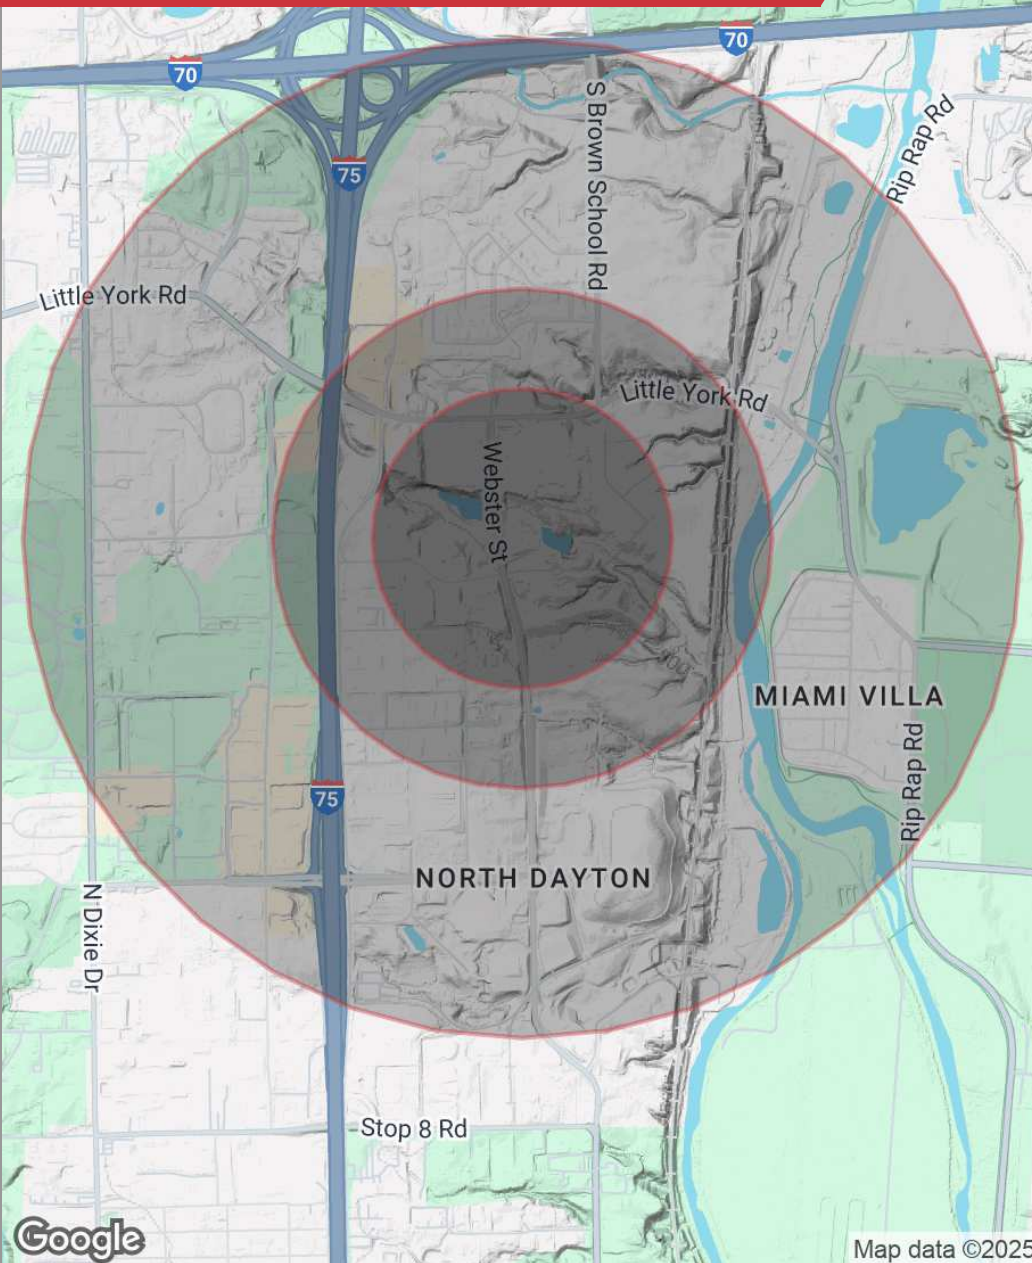 70
70
S Brown School Rd
Rip Rap Rd
75
Little York Rd
Little York Rd
Webster St
MIAMI VILLA
Rip Rap Rd
75
NORTH DAYTON
N Dixie Dr
Stop 8 Rd
Google
Map data ©2025